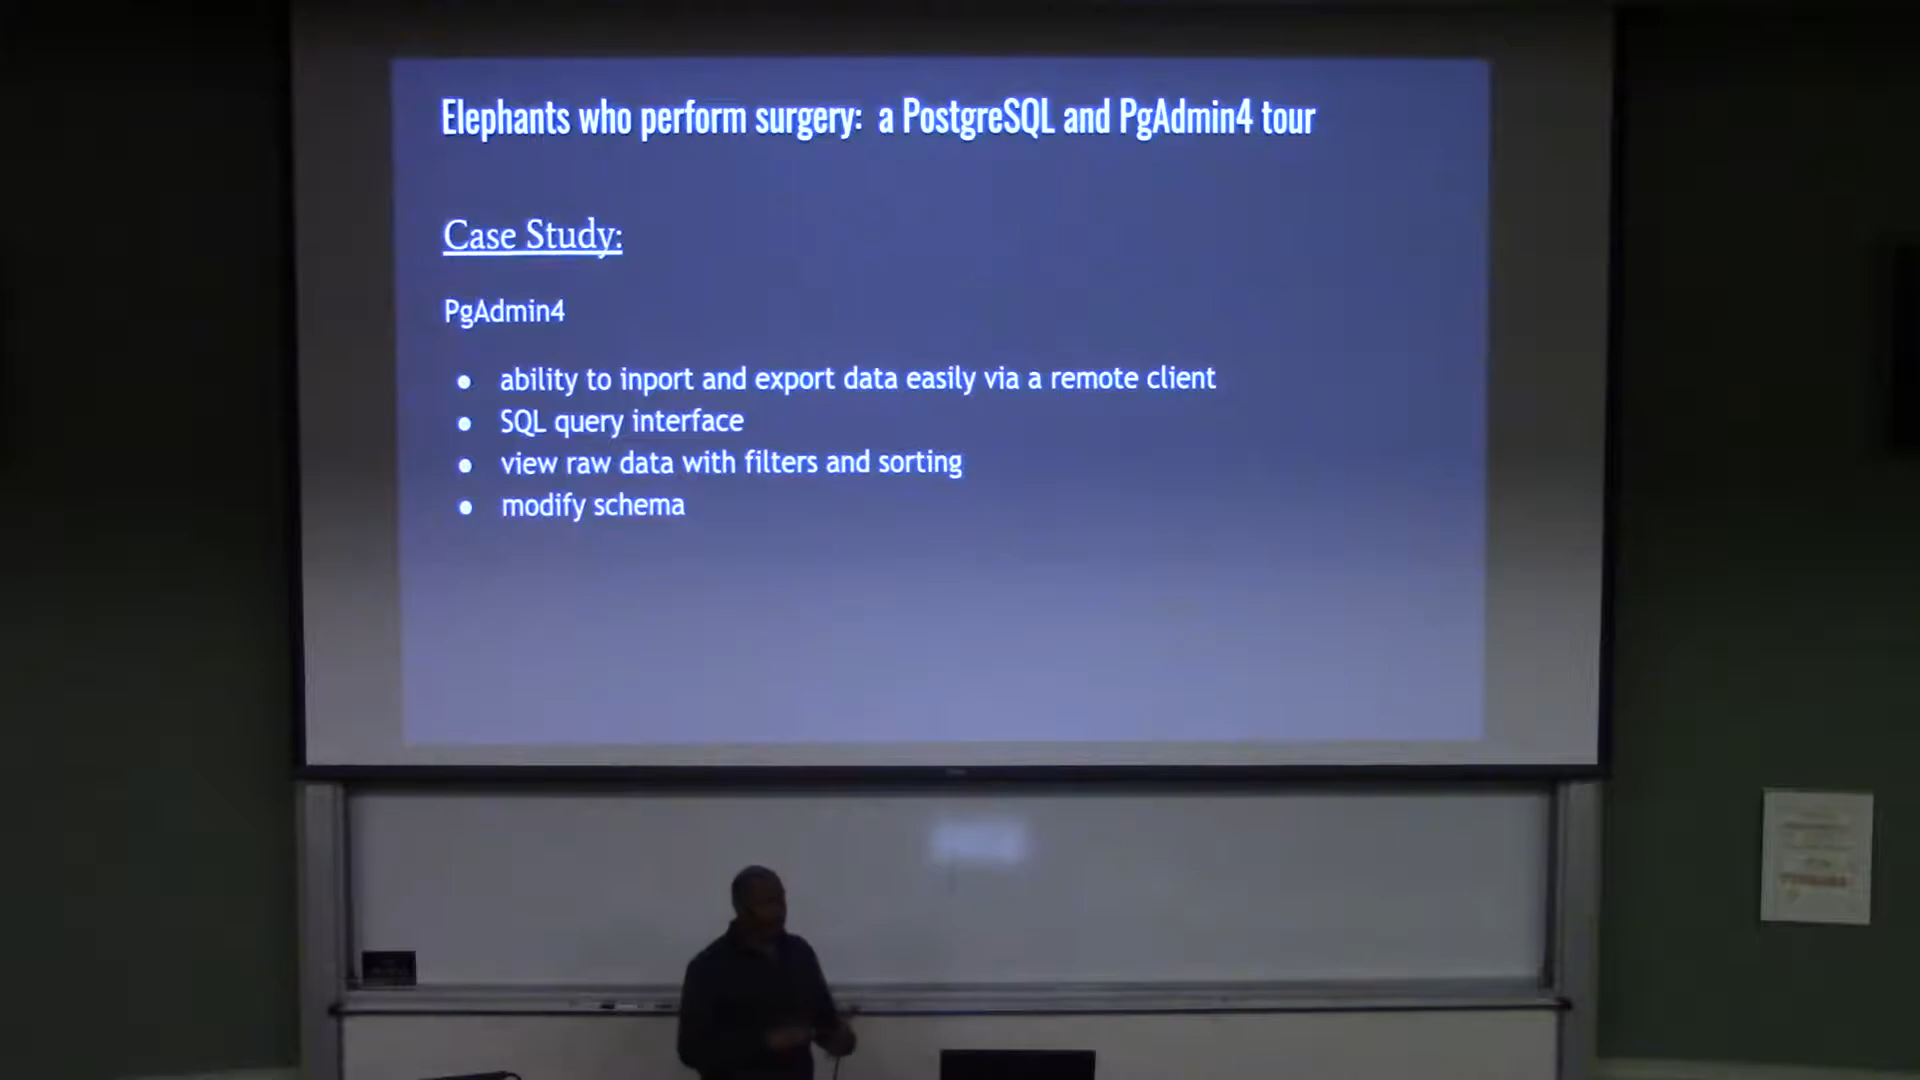 Elephants who perform surgery: a PostgreSQL and PgAdmin4 tour
Case Study:
PgAdmin4
● ability to inport and export data easily via a remote client
● SQL query interface
● view raw data with filters and sorting
● modify schema